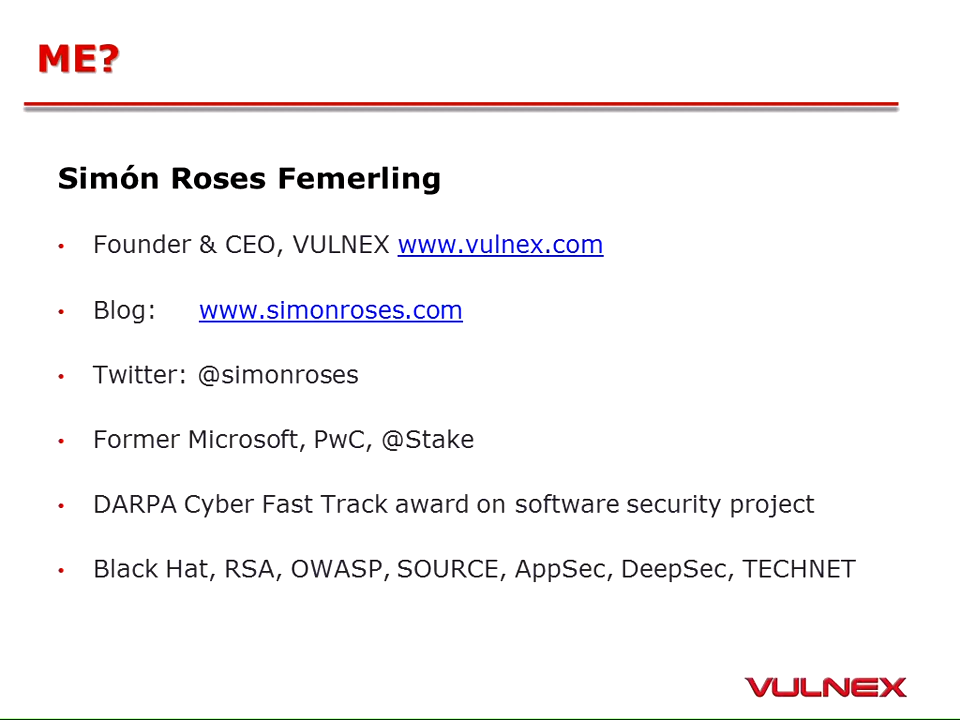 ME?
Simón Roses Femerling
• Founder & CEO, VULNEX www.vulnex.com
• Blog: www.simonroses.com
• Twitter: @simonroses
• Former Microsoft, PwC, @Stake
• DARPA Cyber Fast Track award on software security project
• Black Hat, RSA, OWASP, SOURCE, AppSec, DeepSec, TECHNET
VULNEX